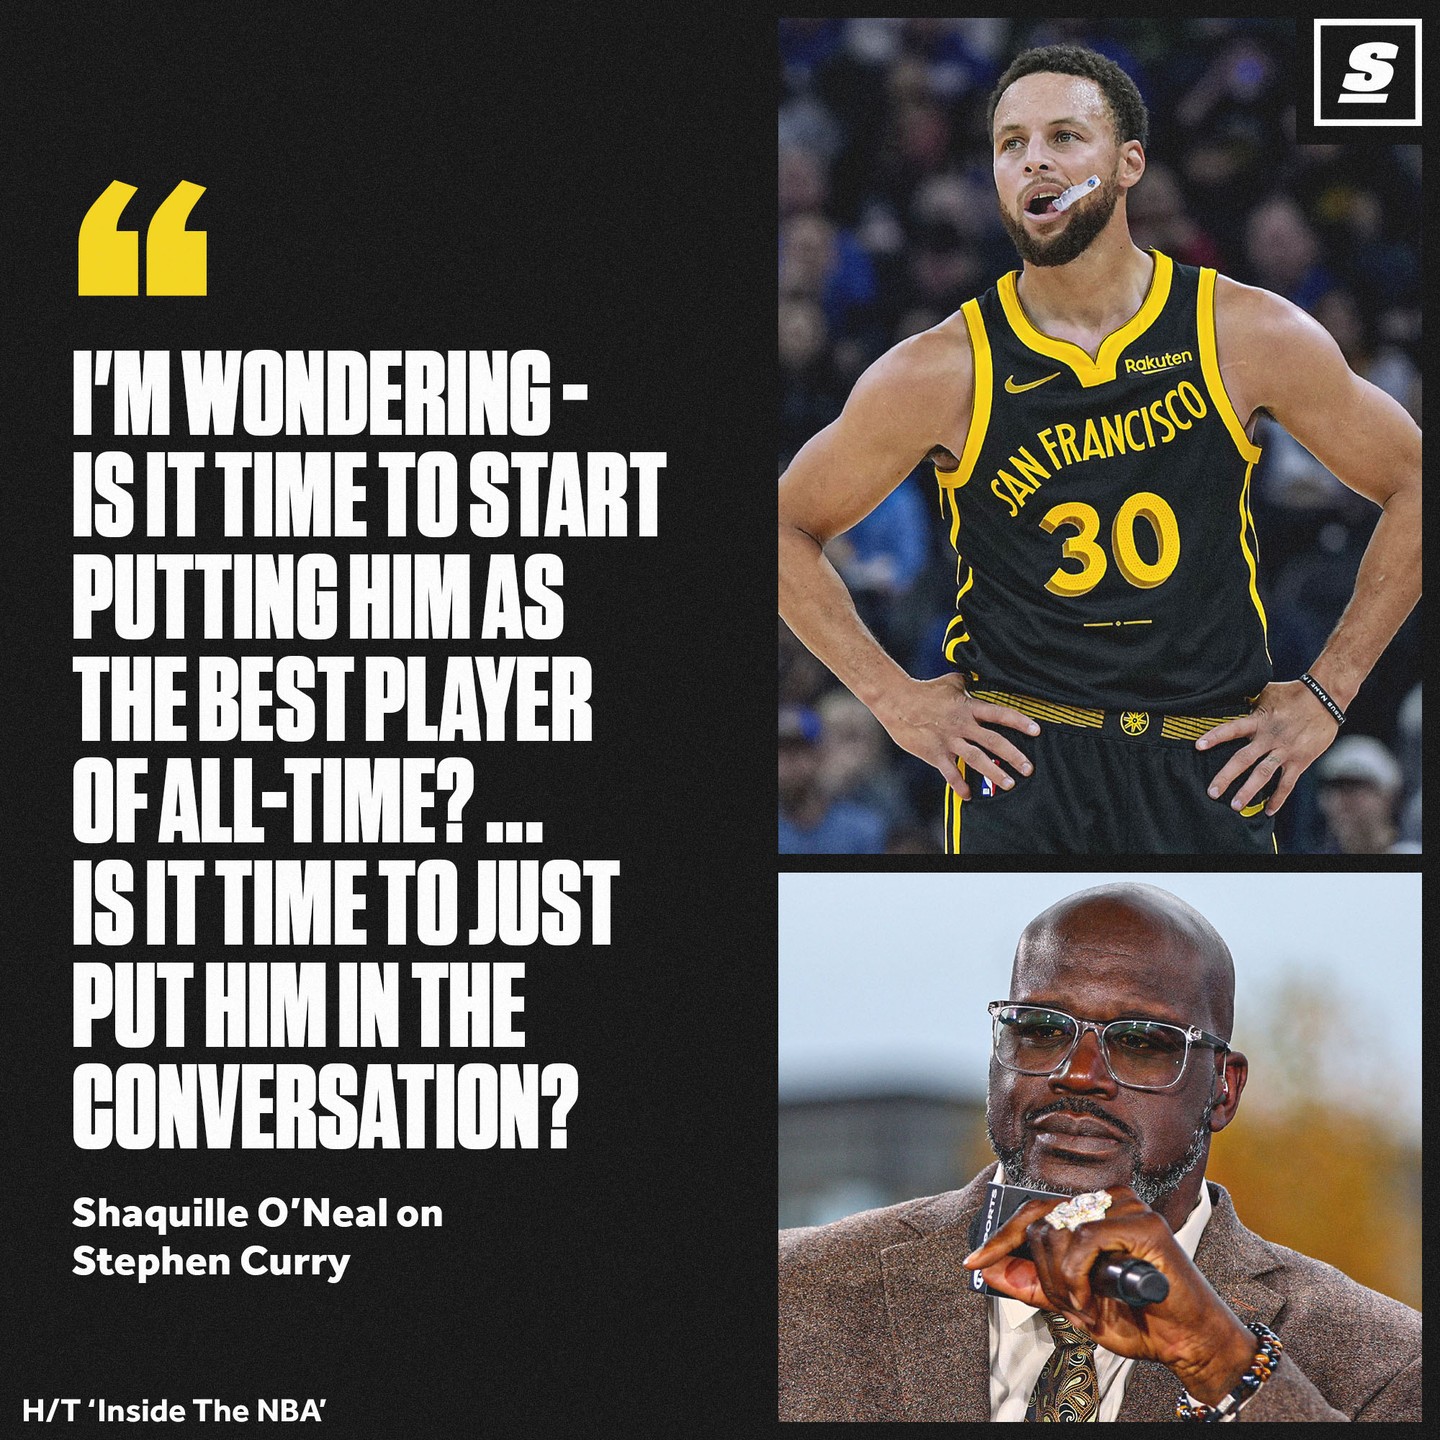 S
“
I'M WONDERING -
IS IT TIME TO START
PUTTING HIM AS
THE BEST PLAYER
OF ALL-TIME? ...
IS IT TIME TO JUST
PUT HIM IN THE
CONVERSATION?
Shaquille O'Neal on
Stephen Curry
H/T ‘Inside The NBA’
Rakuten
SAN FRANCISCO
30